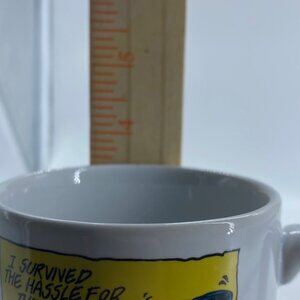 5
4
I SURVIVED
THE HASSLE FOR